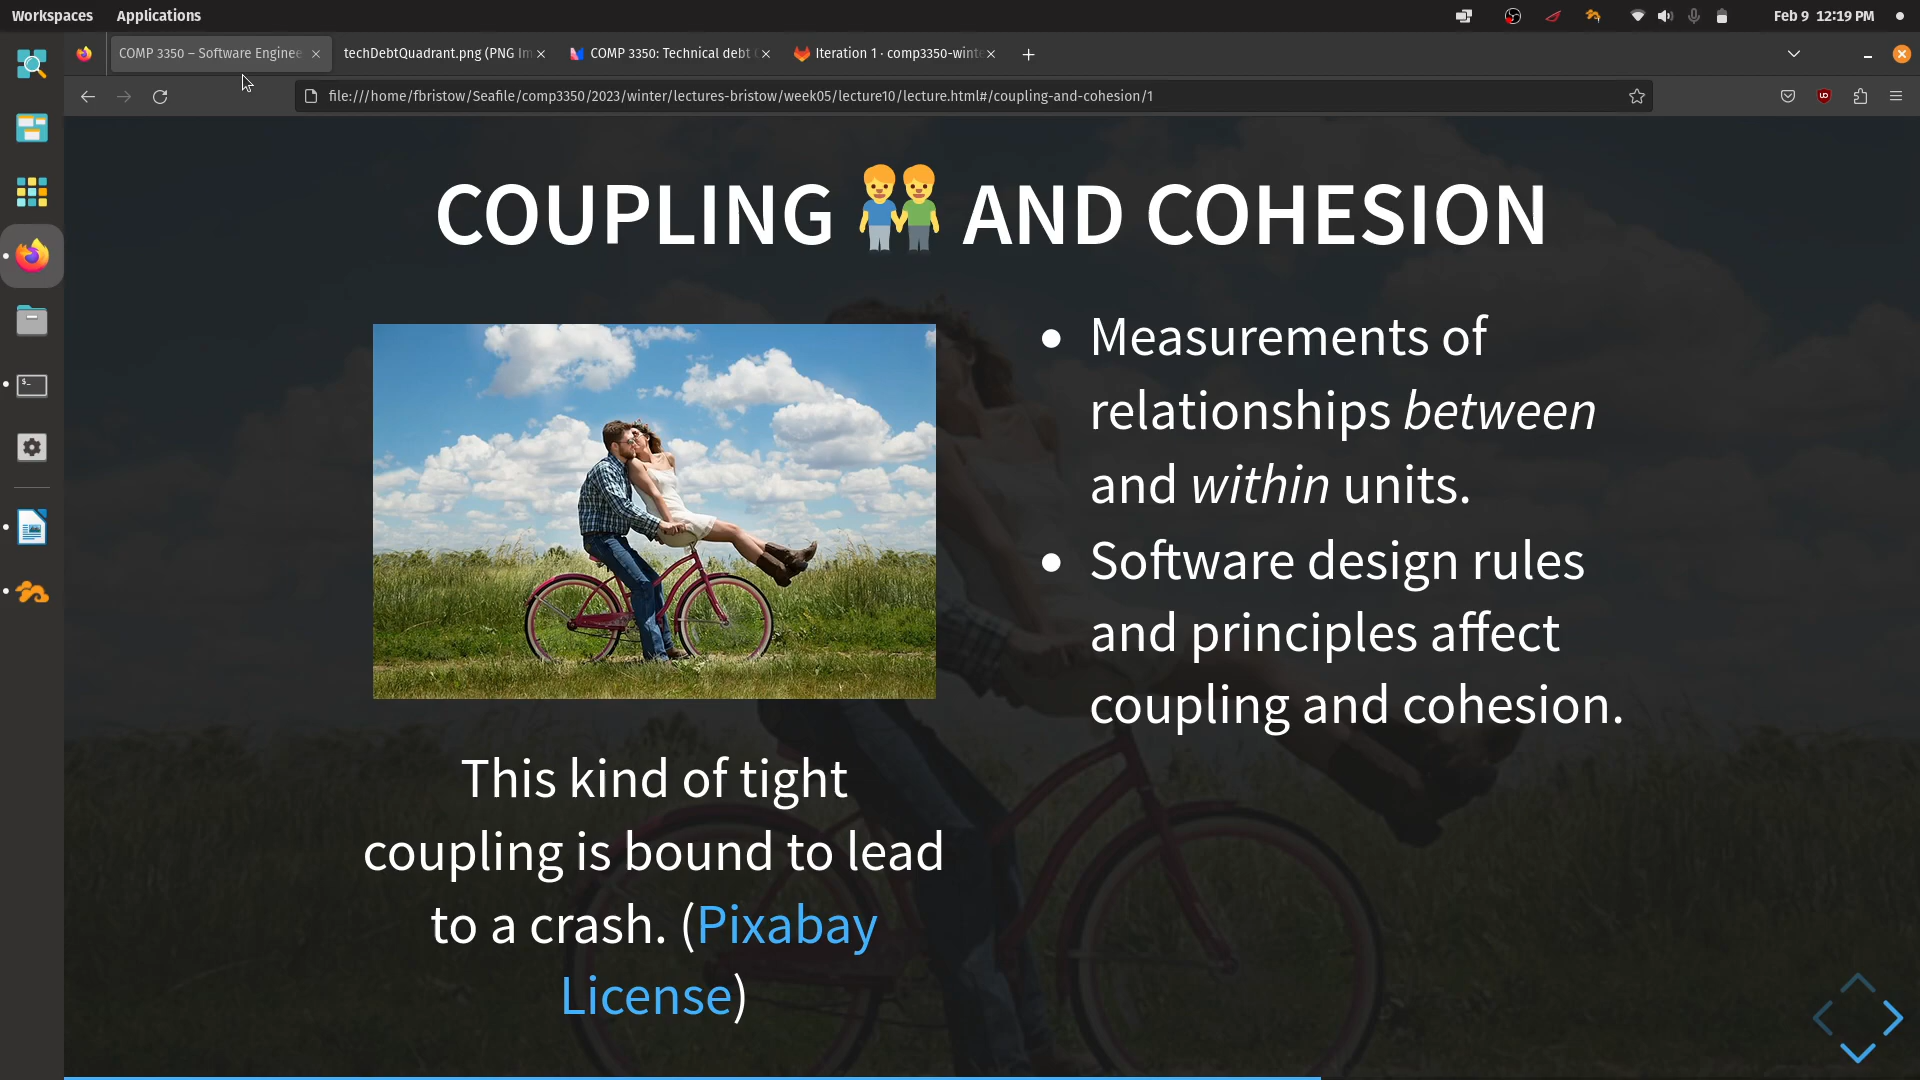 Workspaces Applications Feb 9 12:19 PM
COMP 3350 – Software Enginee techDebtQuadrant.png (PNG Im COMP 3350: Technical debt Iteration 1 · comp3350-winte
file:///home/fbristow/Seafile/comp3350/2023/winter/lectures-bristow/week05/lecture10/lecture.html#/coupling-and-cohesion/1
COUPLING 👬 AND COHESION
This kind of tight
coupling is bound to lead
to a crash. (Pixabay
License)
• Measurements of
relationships between
and within units.
• Software design rules
and principles affect
coupling and cohesion.